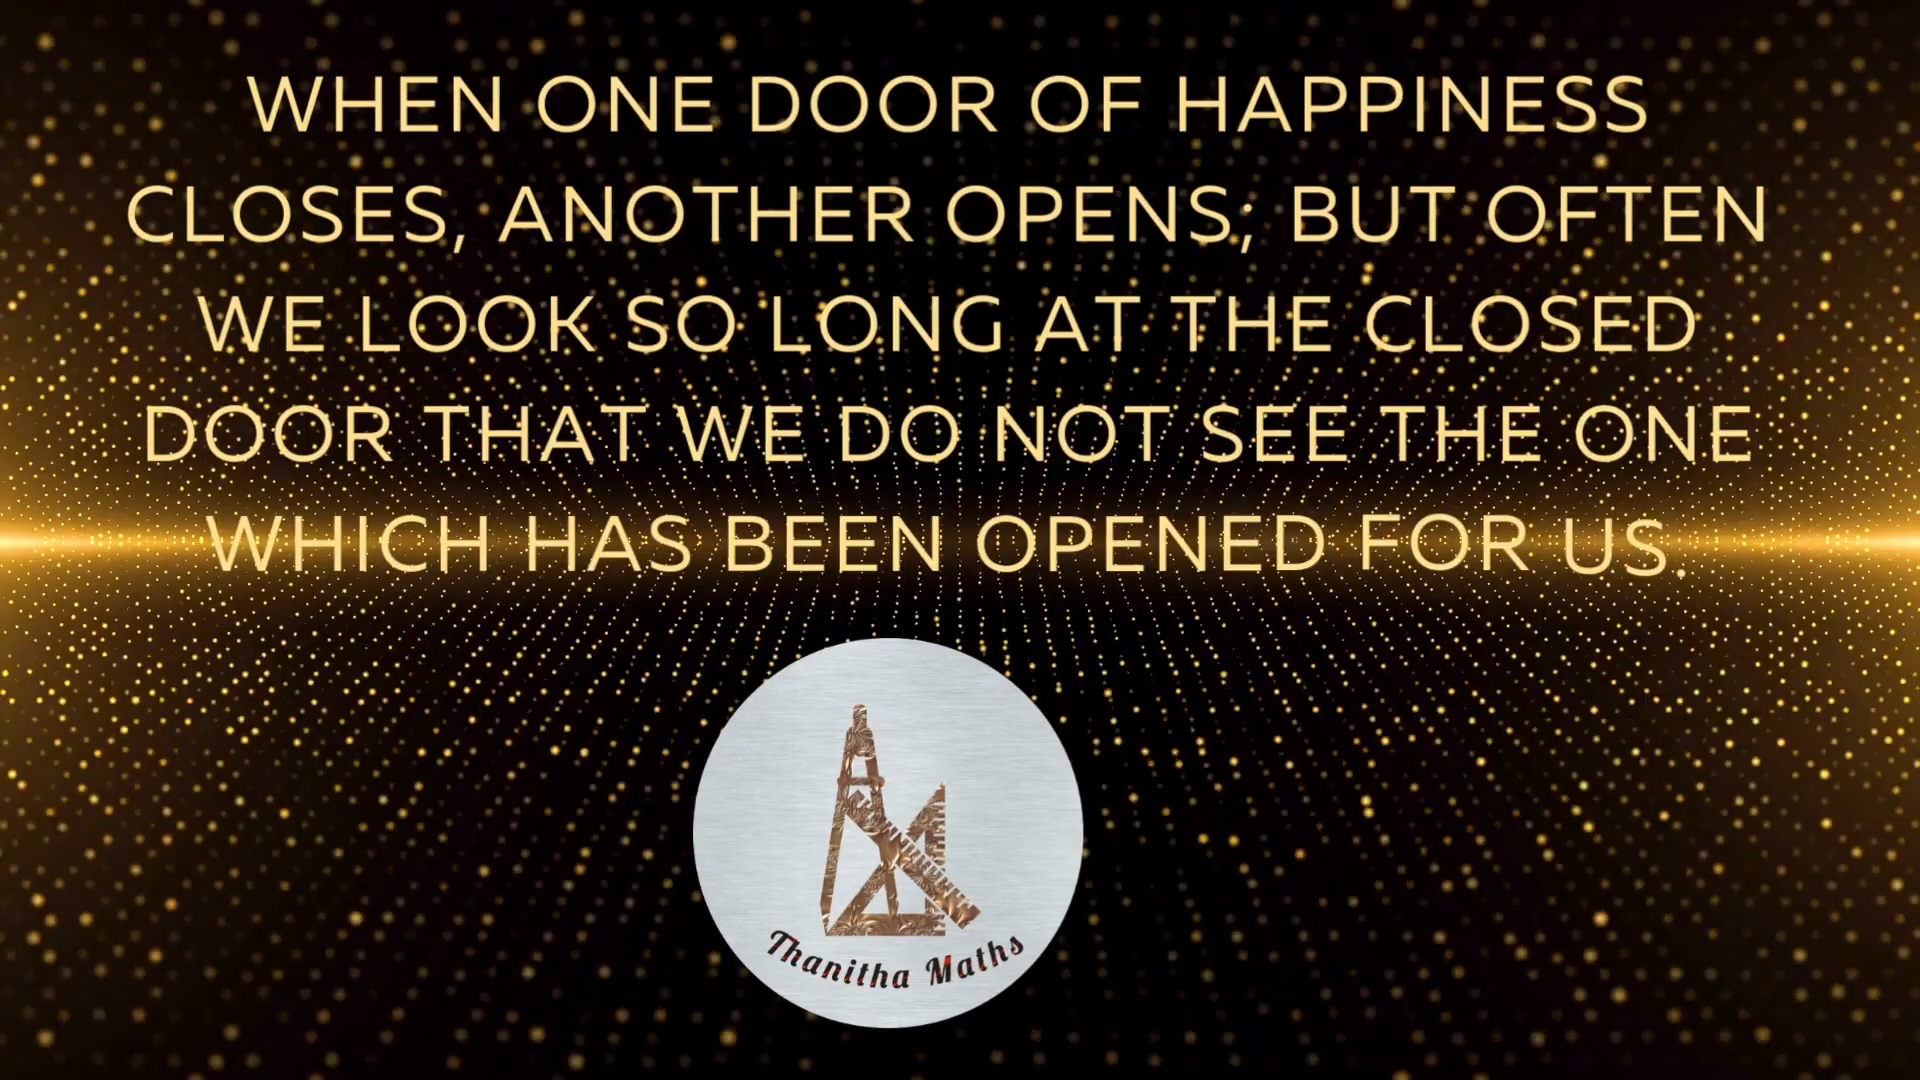 WHEN ONE DOOR OF HAPPINESS
CLOSES, ANOTHER OPENS; BUT OFTEN
WE LOOK SO LONG AT THE CLOSED
DOOR THAT WE DO NOT SEE THE ONE
WHICH HAS BEEN OPENED FOR US.
Thanitha Maths